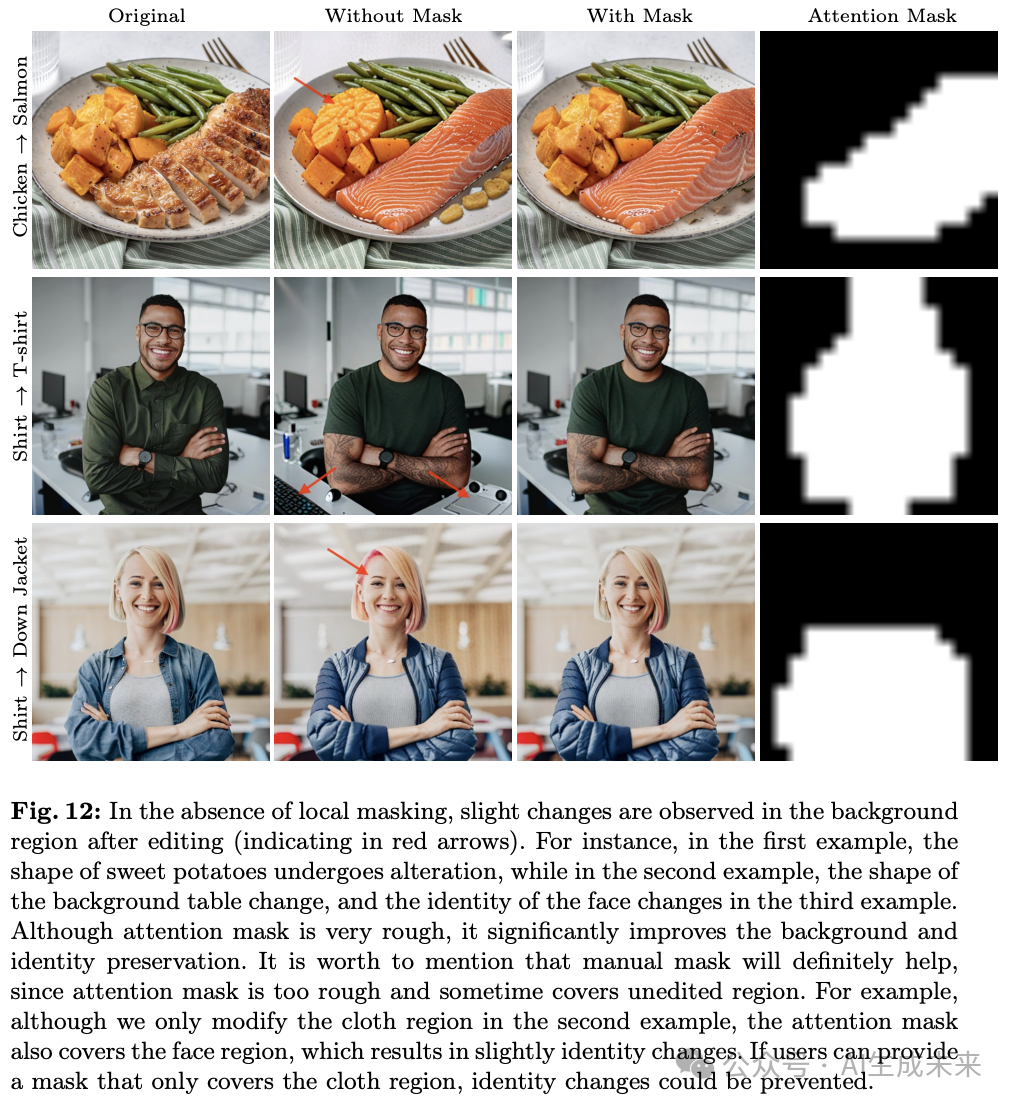 Original Without Mask With Mask Attention Mask
Chicken → Salmon
Shirt → T-shirt
Shirt → Down Jacket
Fig. 12: In the absence of local masking, slight changes are observed in the background
region after editing (indicating in red arrows). For instance, in the first example, the
shape of sweet potatoes undergoes alteration, while in the second example, the shape of
the background table change, and the identity of the face changes in the third example.
Although attention mask is very rough, it significantly improves the background and
identity preservation. It is worth to mention that manual mask will definitely help,
since attention mask is too rough and sometime covers unedited region. For example,
although we only modify the cloth region in the second example, the attention mask
also covers the face region, which results in slightly identity changes. If users can provide
a mask that only covers the cloth region, identity changes could be prevented.
公众号 · AI生成未来